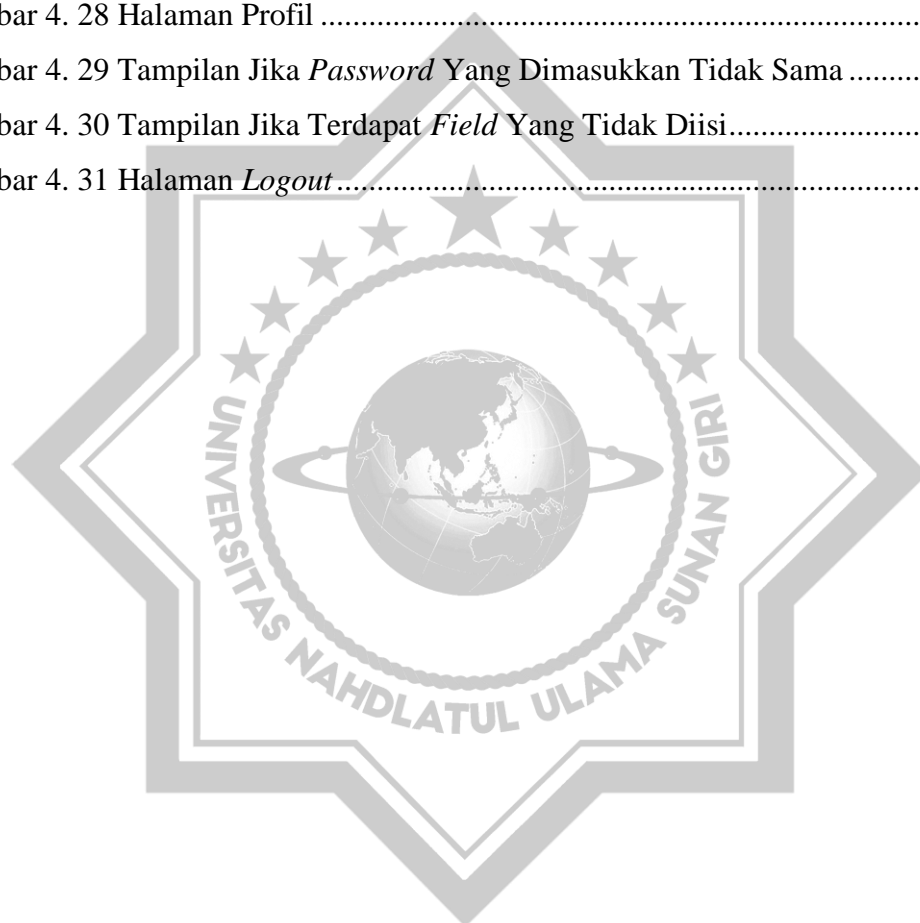 bar 4. 28 Halaman Profil ........................................................................
bar 4. 29 Tampilan Jika Password Yang Dimasukkan Tidak Sama .........
bar 4. 30 Tampilan Jika Terdapat Field Yang Tidak Diisi........................
bar 4. 31 Halaman Logout .......................................................................
UNIVERSITAS NAHDLATUL ULAMA SUNAN GIRI